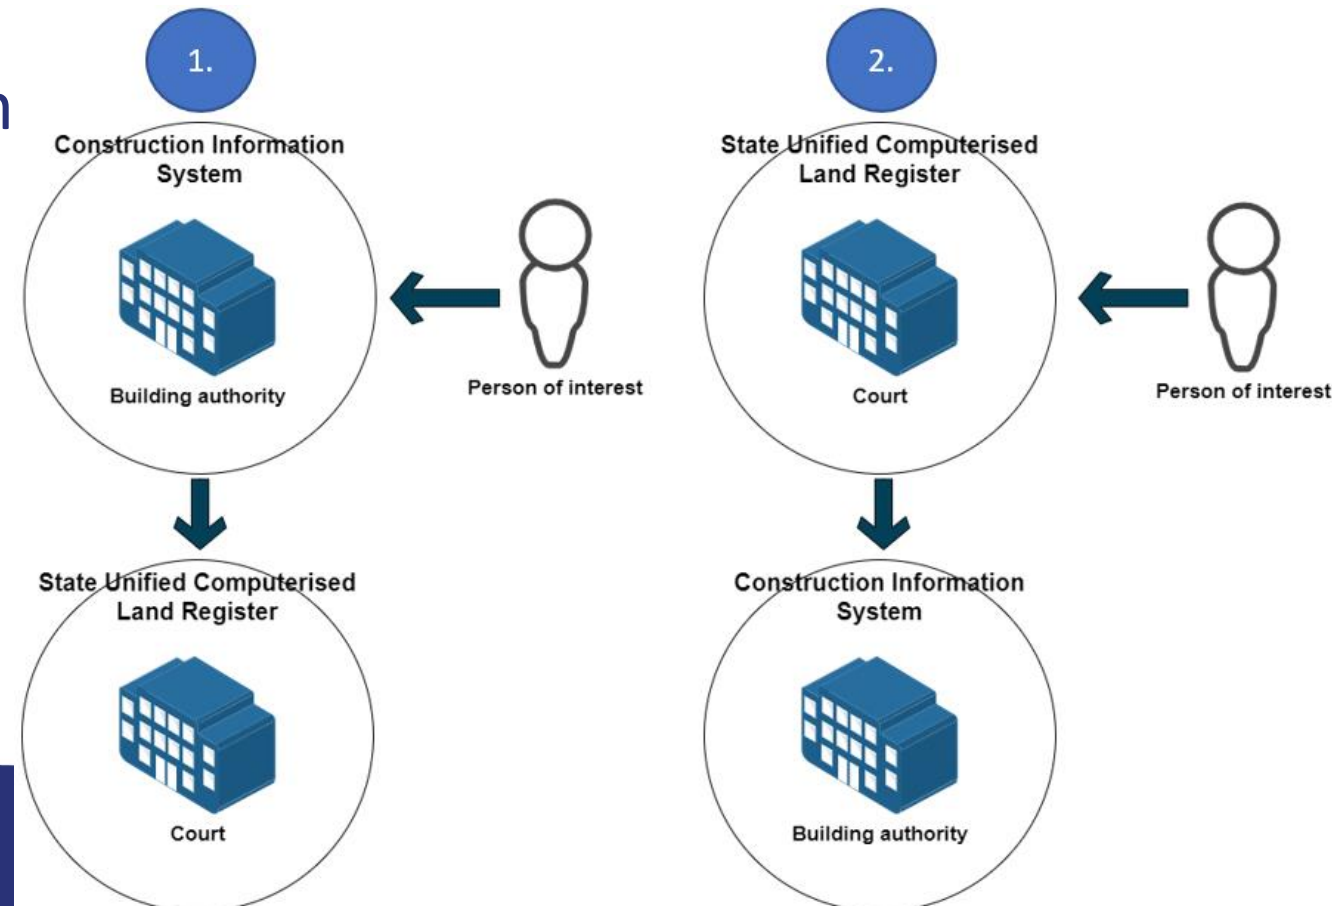 1.
Construction Information
System
Building authority
Person of interest
State Unified Computerised
Land Register
Court
2.
State Unified Computerised
Land Register
Court
Person of interest
Construction Information
System
Building authority